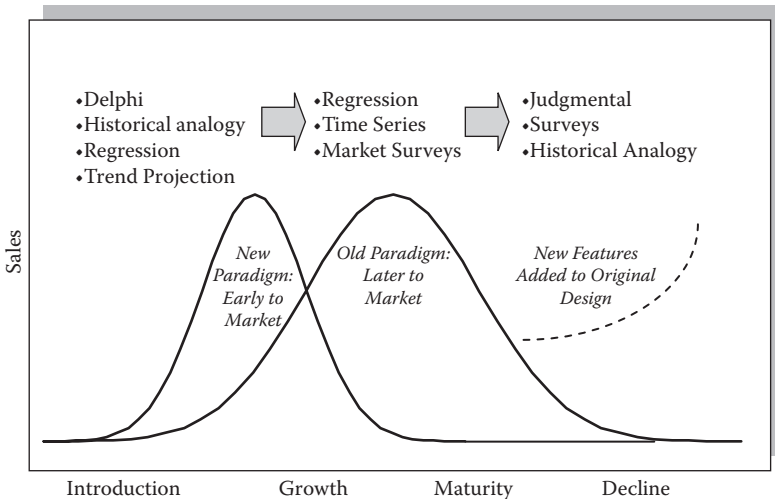 •Delphi
•Historical analogy
•Regression
•Trend Projection
•Regression
•Time Series
•Market Surveys
•Judgmental
•Surveys
•Historical Analogy
Sales
New
Paradigm:
Early to
Market
Old Paradigm:
Later to
Market
New Features
Added to Original
Design
Introduction
Growth
Maturity
Decline